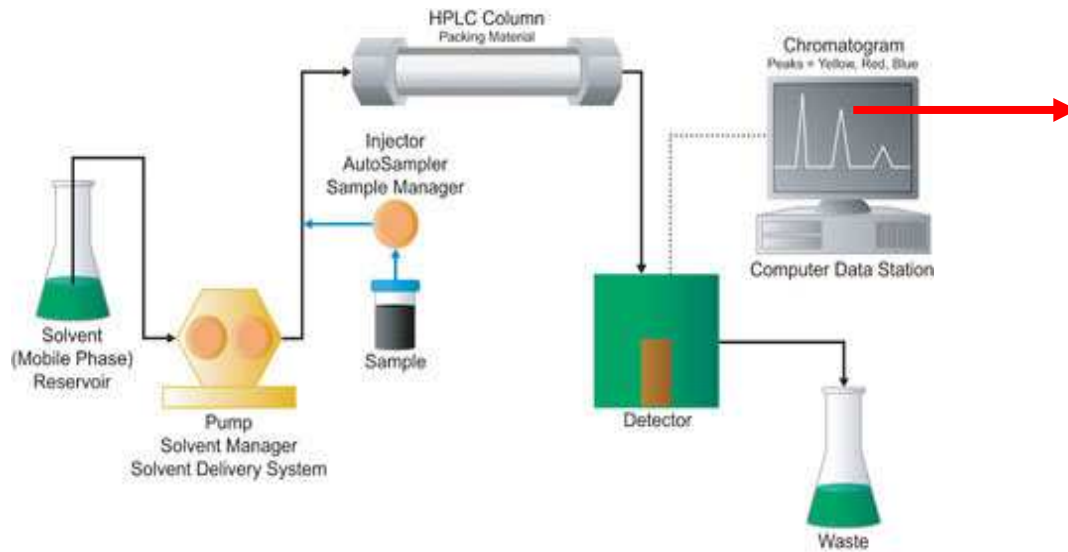 HPLC Column
Packing Material
Chromatogram
Peaks = Yellow, Red, Blue
Injector
AutoSampler
Sample Manager
Computer Data Station
Solvent
(Mobile Phase)
Reservoir
Sample
Pump
Solvent Manager
Solvent Delivery System
Detector
Waste